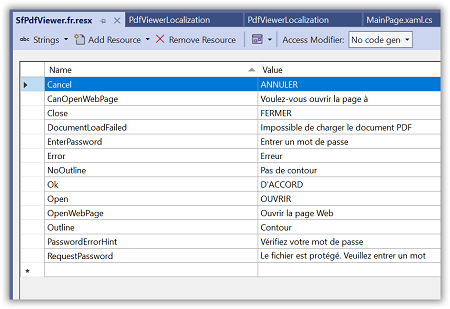 SfPdfViewer.fr.resx PdfViewerLocalization PdfViewerLocalization MainPage.xaml.cs
abc Strings Add Resource Remove Resource Access Modifier: No code gen
Name Value
Cancel ANNULER
CanOpenWebPage Voulez-vous ouvrir la page à
Close FERMER
DocumentLoadFailed Impossible de charger le document PDF
EnterPassword Entrer un mot de passe
Error Erreur
NoOutline Pas de contour
Ok D'ACCORD
Open OUVRIR
OpenWebPage Ouvrir la page Web
Outline Contour
PasswordErrorHint Vérifiez votre mot de passe
RequestPassword Le fichier est protégé. Veuillez entrer un mot